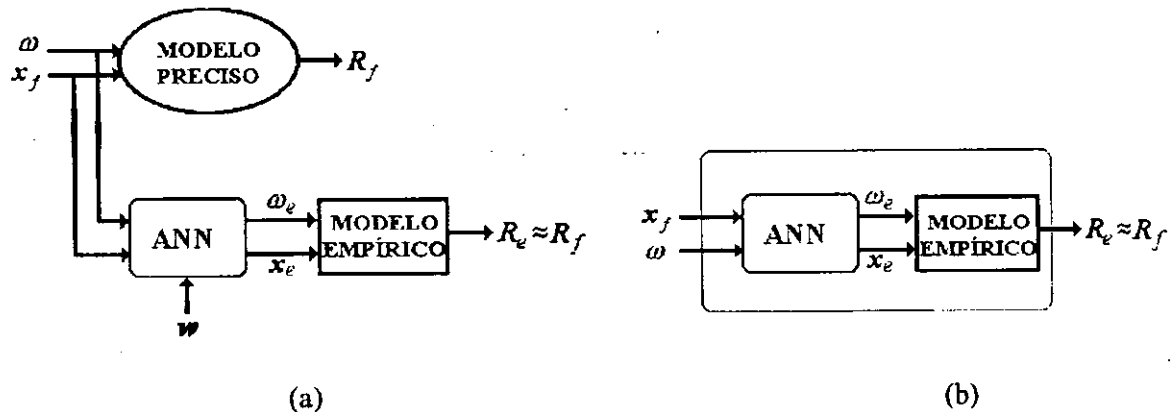 ω
x_f
MODELO
PRECISO
R_f
ANN
ω_e
x_e
MODELO
EMPÍRICO
R_e ≈ R_f
w
(a)
x_f
ω
ANN
ω_e
x_e
MODELO
EMPÍRICO
R_e ≈ R_f
(b)